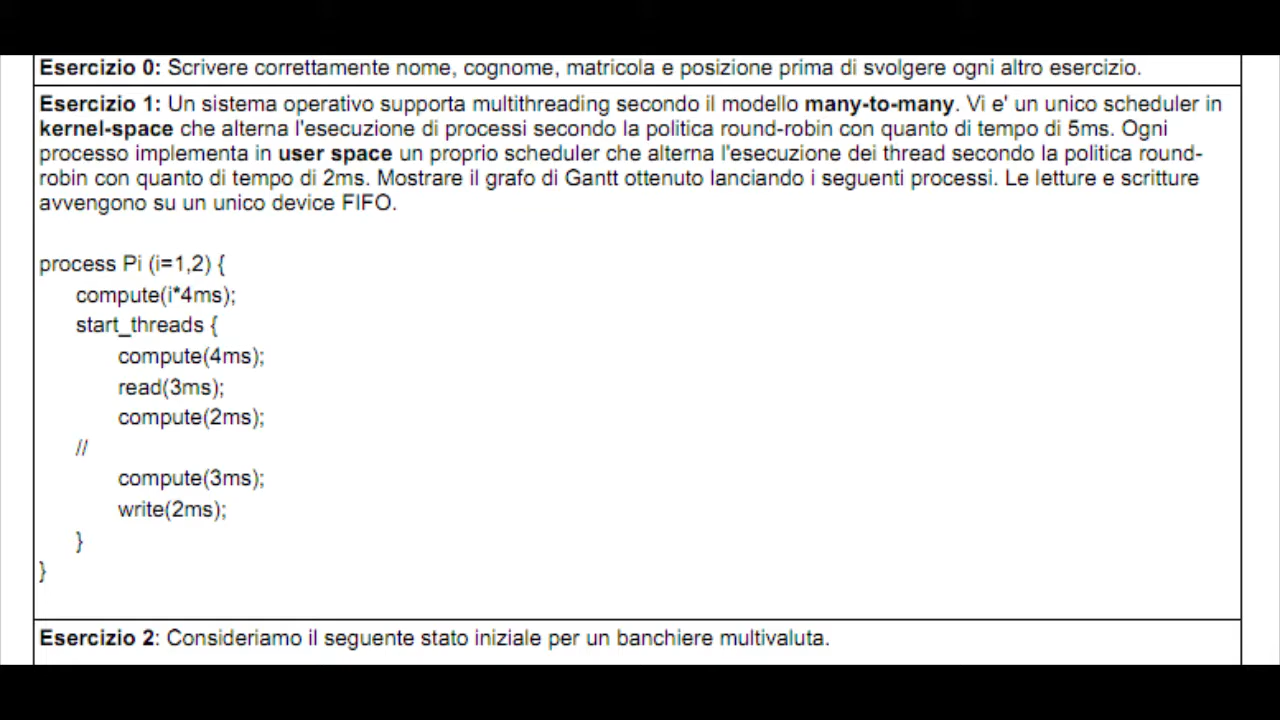 Esercizio 0: Scrivere correttamente nome, cognome, matricola e posizione prima di svolgere ogni altro esercizio.
Esercizio 1: Un sistema operativo supporta multithreading secondo il modello many-to-many. Vi e' un unico scheduler in
kernel-space che alterna l'esecuzione di processi secondo la politica round-robin con quanto di tempo di 5ms. Ogni
processo implementa in user space un proprio scheduler che alterna l'esecuzione dei thread secondo la politica round-
robin con quanto di tempo di 2ms. Mostrare il grafo di Gantt ottenuto lanciando i seguenti processi. Le letture e scritture
avvengono su un unico device FIFO.
process Pi (i=1,2) {
compute(i*4ms);
start_threads {
compute(4ms);
read(3ms);
compute(2ms);
//
compute(3ms);
write(2ms);
}
}
Esercizio 2: Consideriamo il seguente stato iniziale per un banchiere multivaluta.